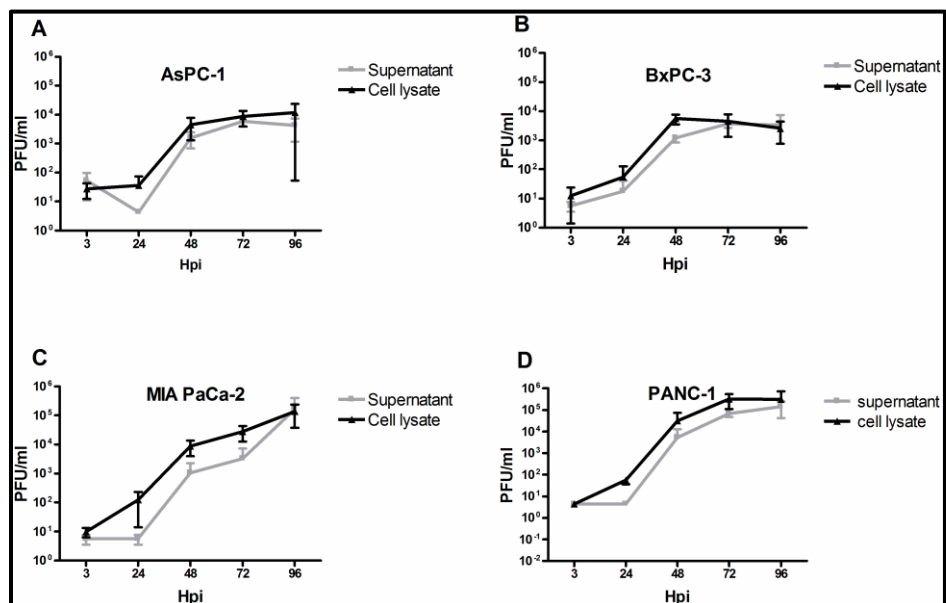 A
AsPC-1
Supernatant
Cell lysate
PFU/ml
10⁶
10⁵
10⁴
10³
10²
10¹
10⁰
3 24 48 72 96
Hpi
B
BxPC-3
Supernatant
Cell lysate
PFU/ml
10⁶
10⁵
10⁴
10³
10²
10¹
10⁰
3 24 48 72 96
Hpi
C
MIA PaCa-2
Supernatant
Cell lysate
PFU/ml
10⁶
10⁵
10⁴
10³
10²
10¹
10⁰
3 24 48 72 96
Hpi
D
PANC-1
supernatant
cell lysate
PFU/ml
10⁶
10⁵
10⁴
10³
10²
10¹
10⁰
10⁻¹
10⁻²
3 24 48 72 96
Hpi